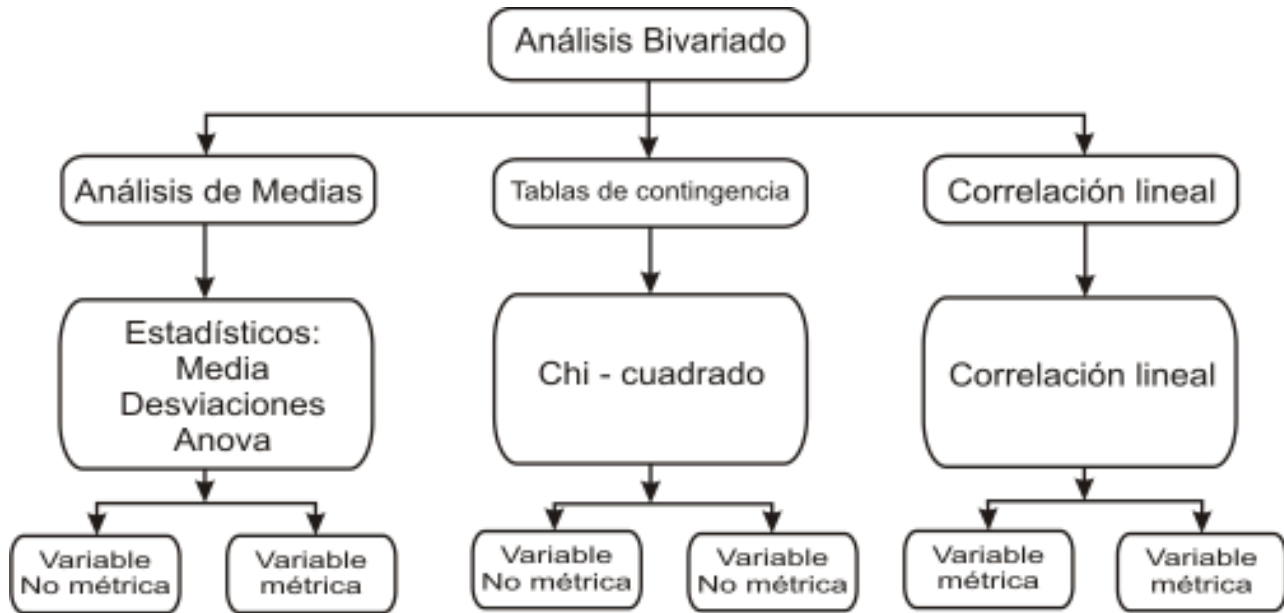 Análisis Bivariado
Análisis de Medias
Tablas de contingencia
Correlación lineal
Estadísticos:
Media
Desviaciones
Anova
Chi - cuadrado
Correlación lineal
Variable
No métrica
Variable
métrica
Variable
No métrica
Variable
No métrica
Variable
métrica
Variable
métrica